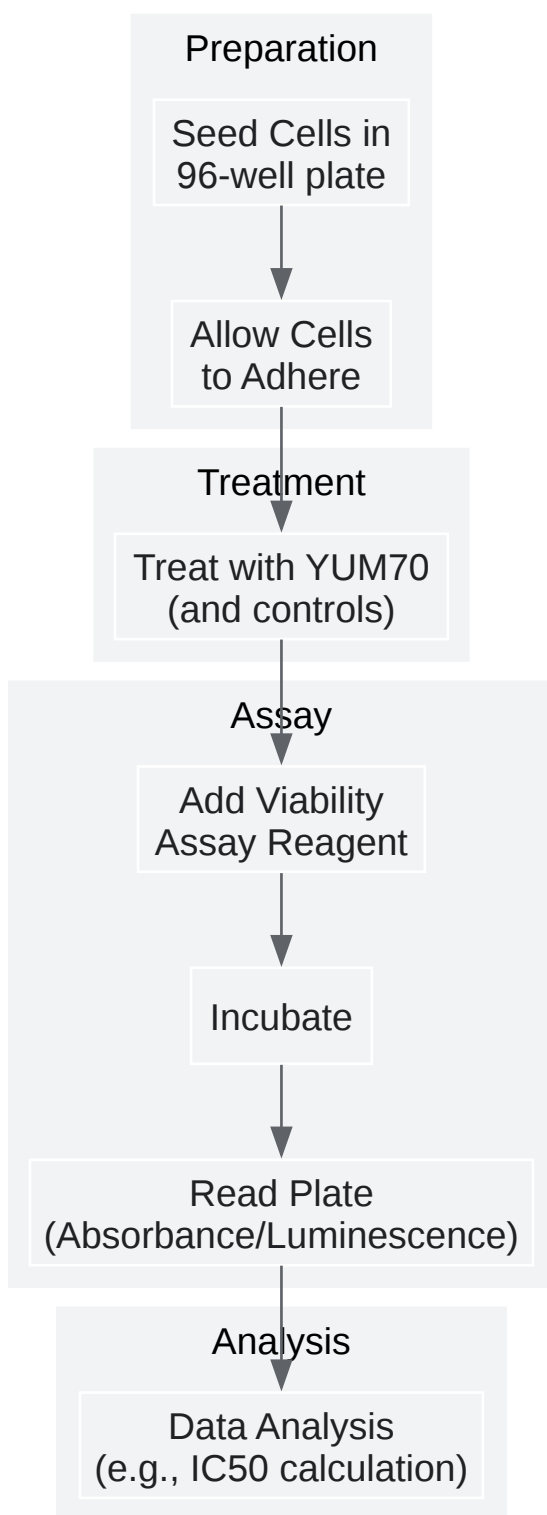 Preparation
Seed Cells in
96-well plate
Allow Cells
to Adhere
Treatment
Treat with YUM70
(and controls)
Assay
Add Viability
Assay Reagent
Incubate
Read Plate
(Absorbance/Luminescence)
Analysis
Data Analysis
(e.g., IC50 calculation)